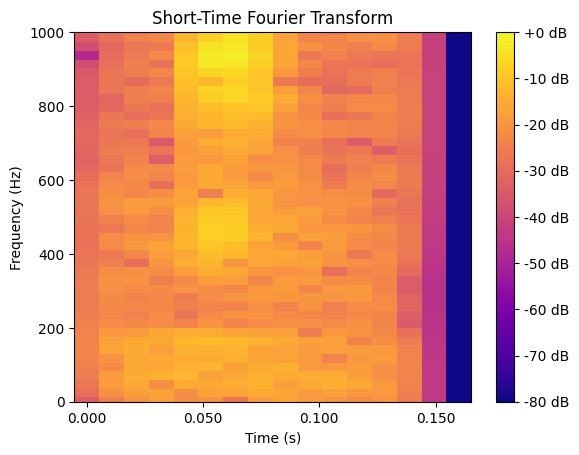 Short-Time Fourier Transform
1000
800
600
400
200
0
Frequency (Hz)
0.000
0.050
0.100
0.150
Time (s)
+0 dB
-10 dB
-20 dB
-30 dB
-40 dB
-50 dB
-60 dB
-70 dB
-80 dB